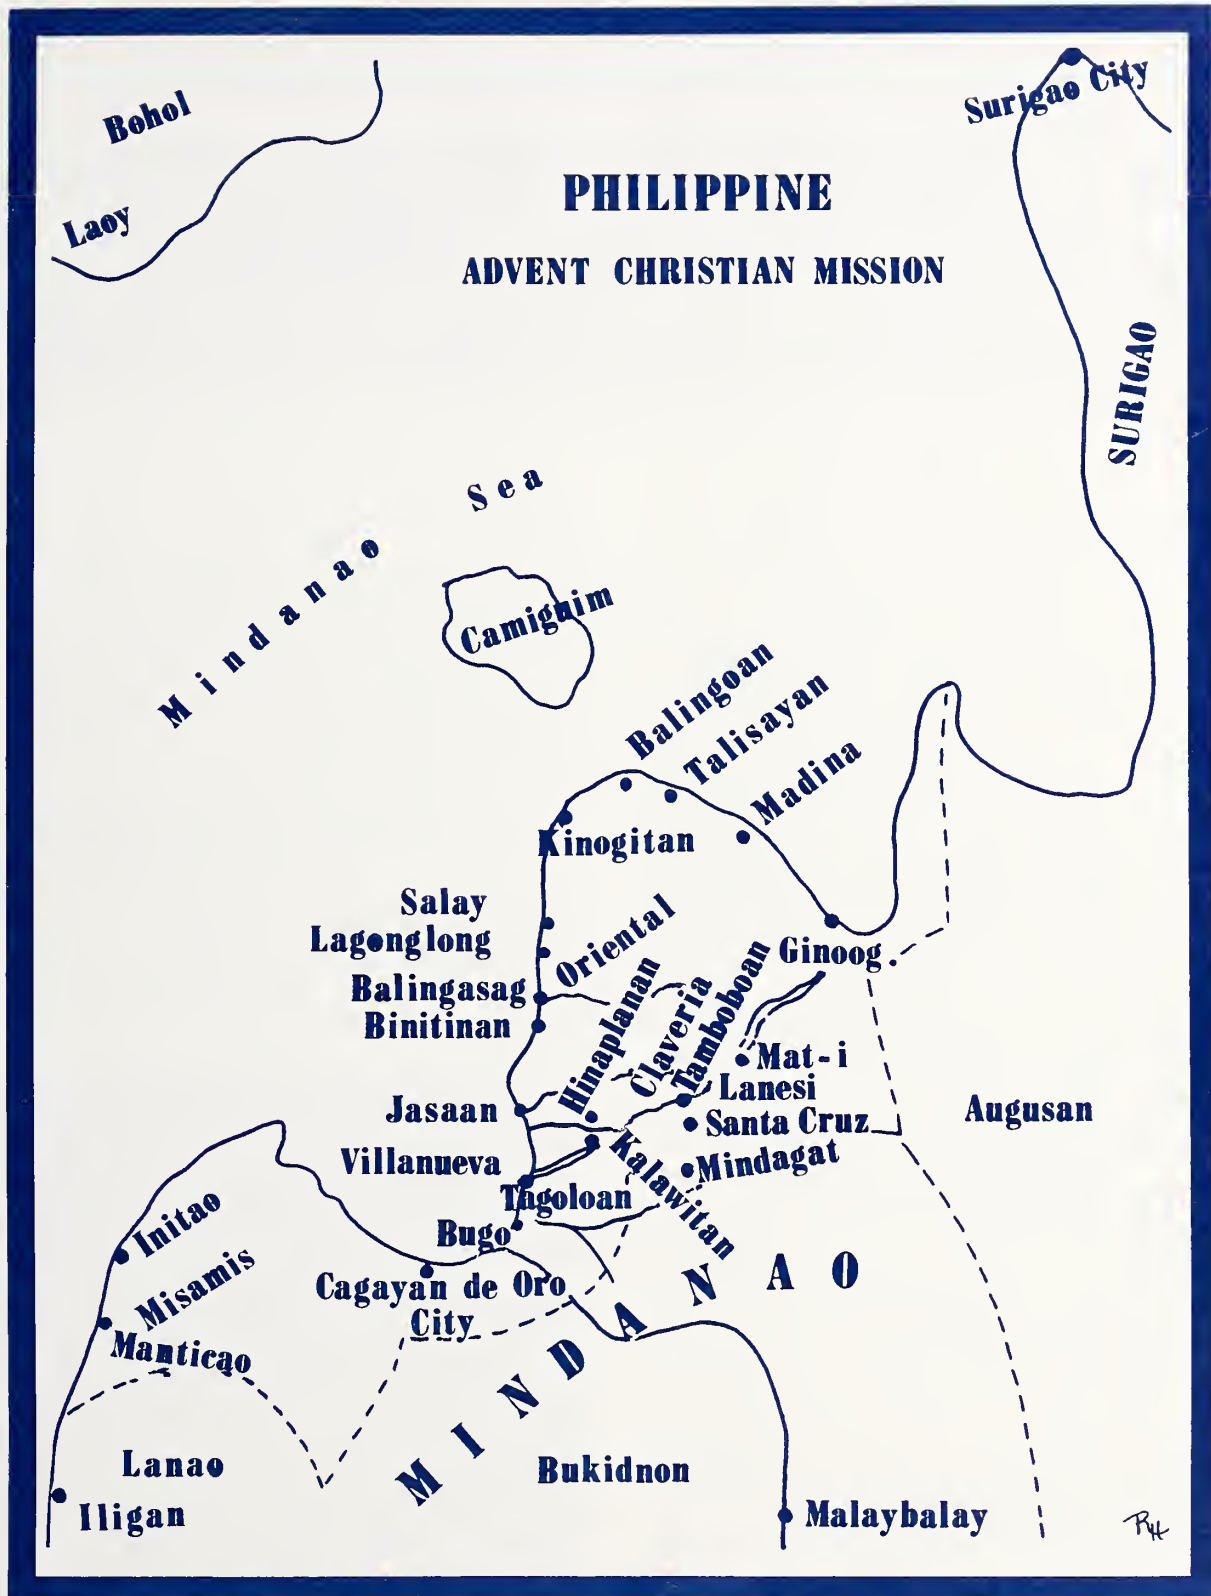 Bohol
Surigao City
Laoy
PHILIPPINE
ADVENT CHRISTIAN MISSION
SURIGAO
Mindanao Sea
Camiguim
Balingoan
Talisayan
Madina
Kinogitan
Salay
Lagonglong
Oriental
Ginoog
Balingasag
Binitinan
Hinaplanan
Claveria
Tamboboan
Mat-i
Lanesi
Jasaan
Santa Cruz
Augusan
Villanueva
Kalawitan
Mindagat
Tagoloan
Bugo
Initao
Misamis
Cagayan de Oro
City
Manticao
MINDANAO
Lanao
Bukidnon
Iligan
Malaybalay
RH